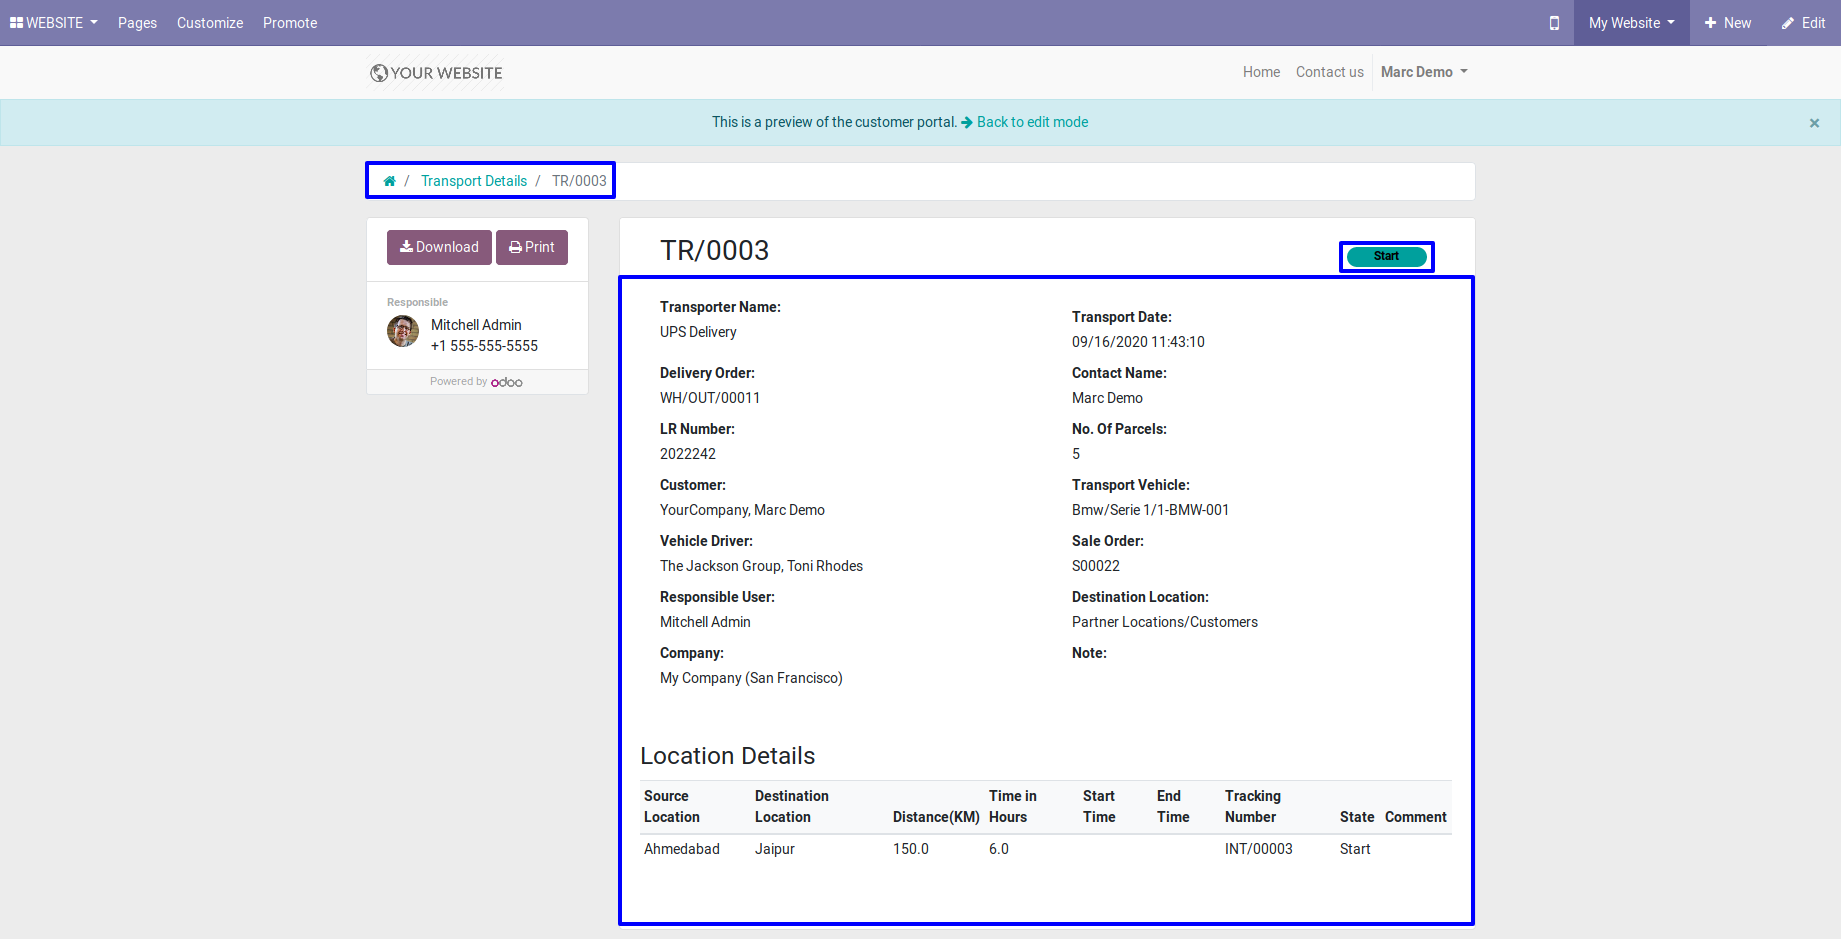 WEBSITE Pages Customize Promote My Website New Edit
YOUR WEBSITE Home Contact us Marc Demo
This is a preview of the customer portal. Back to edit mode ×
/ Transport Details / TR/0003
Download Print
Responsible
Mitchell Admin
+1 555-555-5555
Powered by odoo
TR/0003
Start
Transporter Name:
UPS Delivery
Transport Date:
09/16/2020 11:43:10
Delivery Order:
WH/OUT/00011
Contact Name:
Marc Demo
LR Number:
2022242
No. Of Parcels:
5
Customer:
YourCompany, Marc Demo
Transport Vehicle:
Bmw/Serie 1/1-BMW-001
Vehicle Driver:
The Jackson Group, Toni Rhodes
Sale Order:
S00022
Responsible User:
Mitchell Admin
Destination Location:
Partner Locations/Customers
Company:
My Company (San Francisco)
Note:
Location Details
Source Location Destination Location Distance(KM) Time in Hours Start Time End Time Tracking Number State Comment
Ahmedabad Jaipur 150.0 6.0 INT/00003 Start